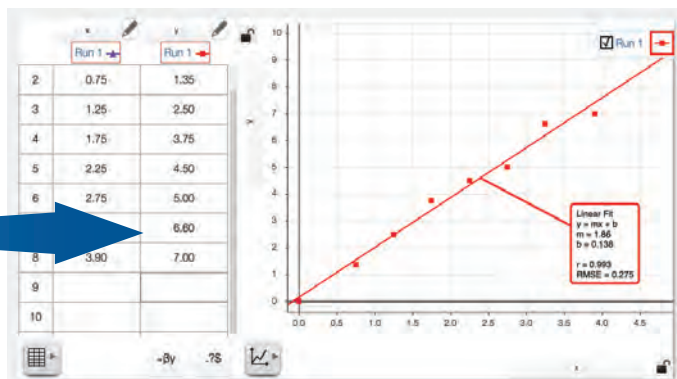 x y
Run 1 Run 1
2 0.75 1.35
3 1.25 2.50
4 1.75 3.75
5 2.25 4.50
6 2.75 5.00
6.60
8 3.90 7.00
9
10
10
9
8
7
6
5
4
3
2
1
0
y
0.0 0.5 1.0 1.5 2.0 2.5 3.0 3.5 4.0 4.5
x
Run 1
Linear Fit
y = mx + b
m = 1.86
b = 0.138
r = 0.993
RMSE = 0.275